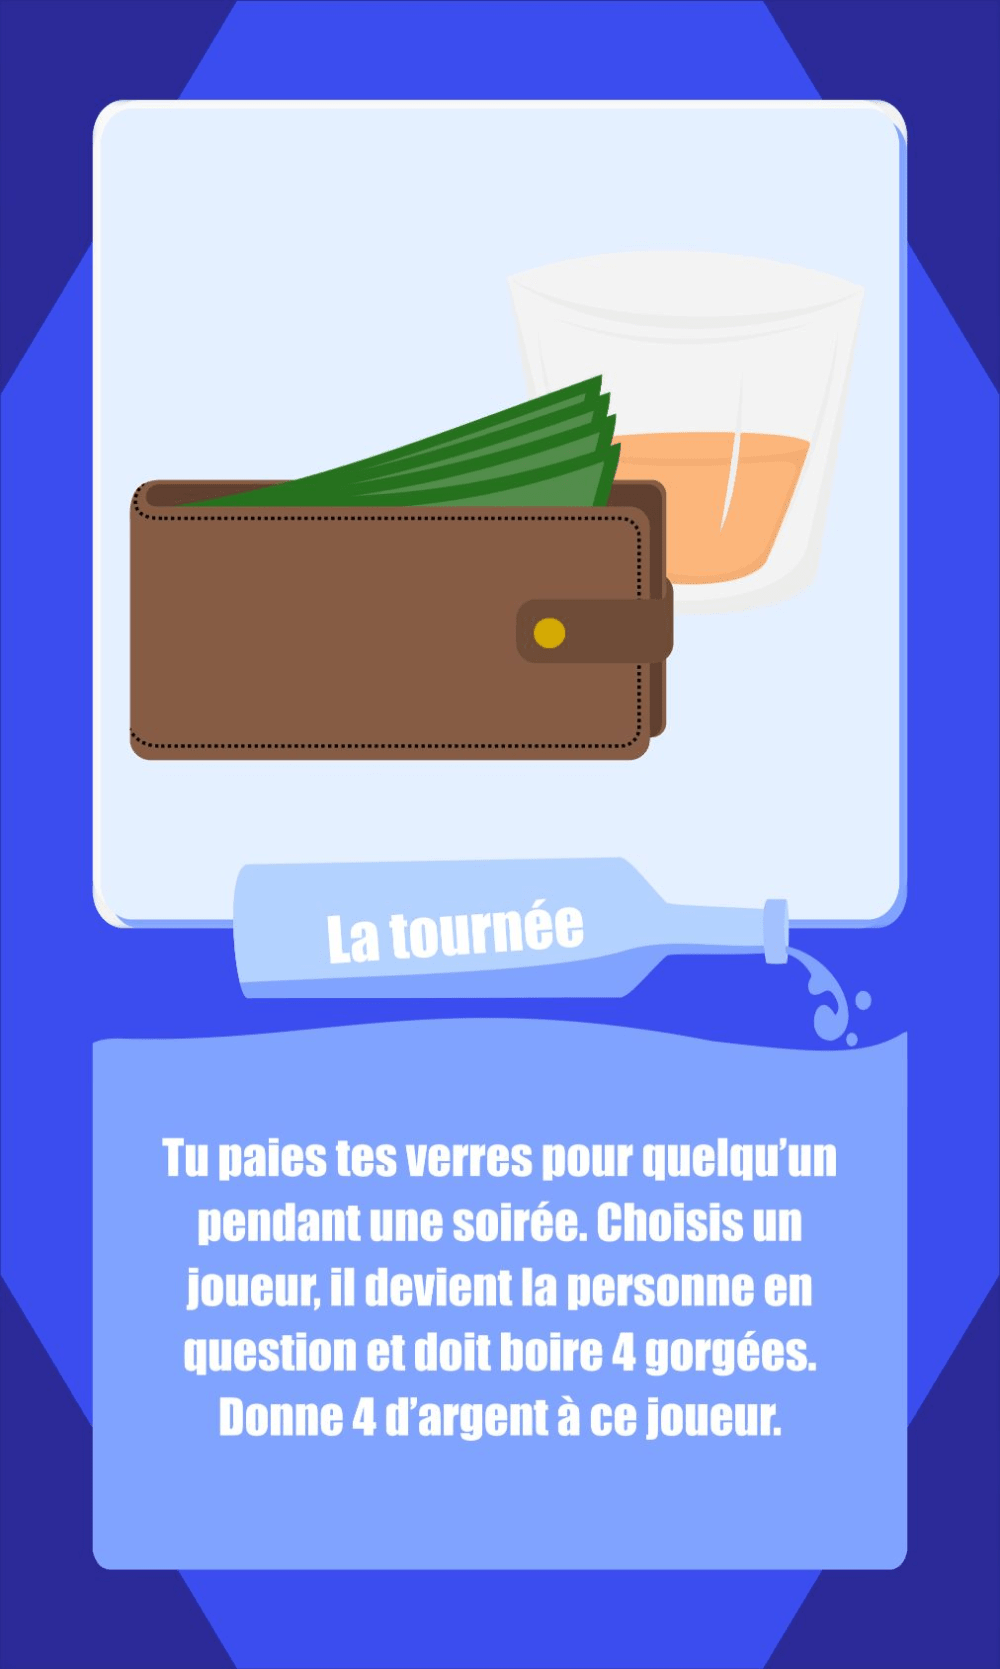 La tournée
Tu paies tes verres pour quelqu’un
pendant une soirée. Choisis un
joueur, il devient la personne en
question et doit boire 4 gorgées.
Donne 4 d’argent à ce joueur.